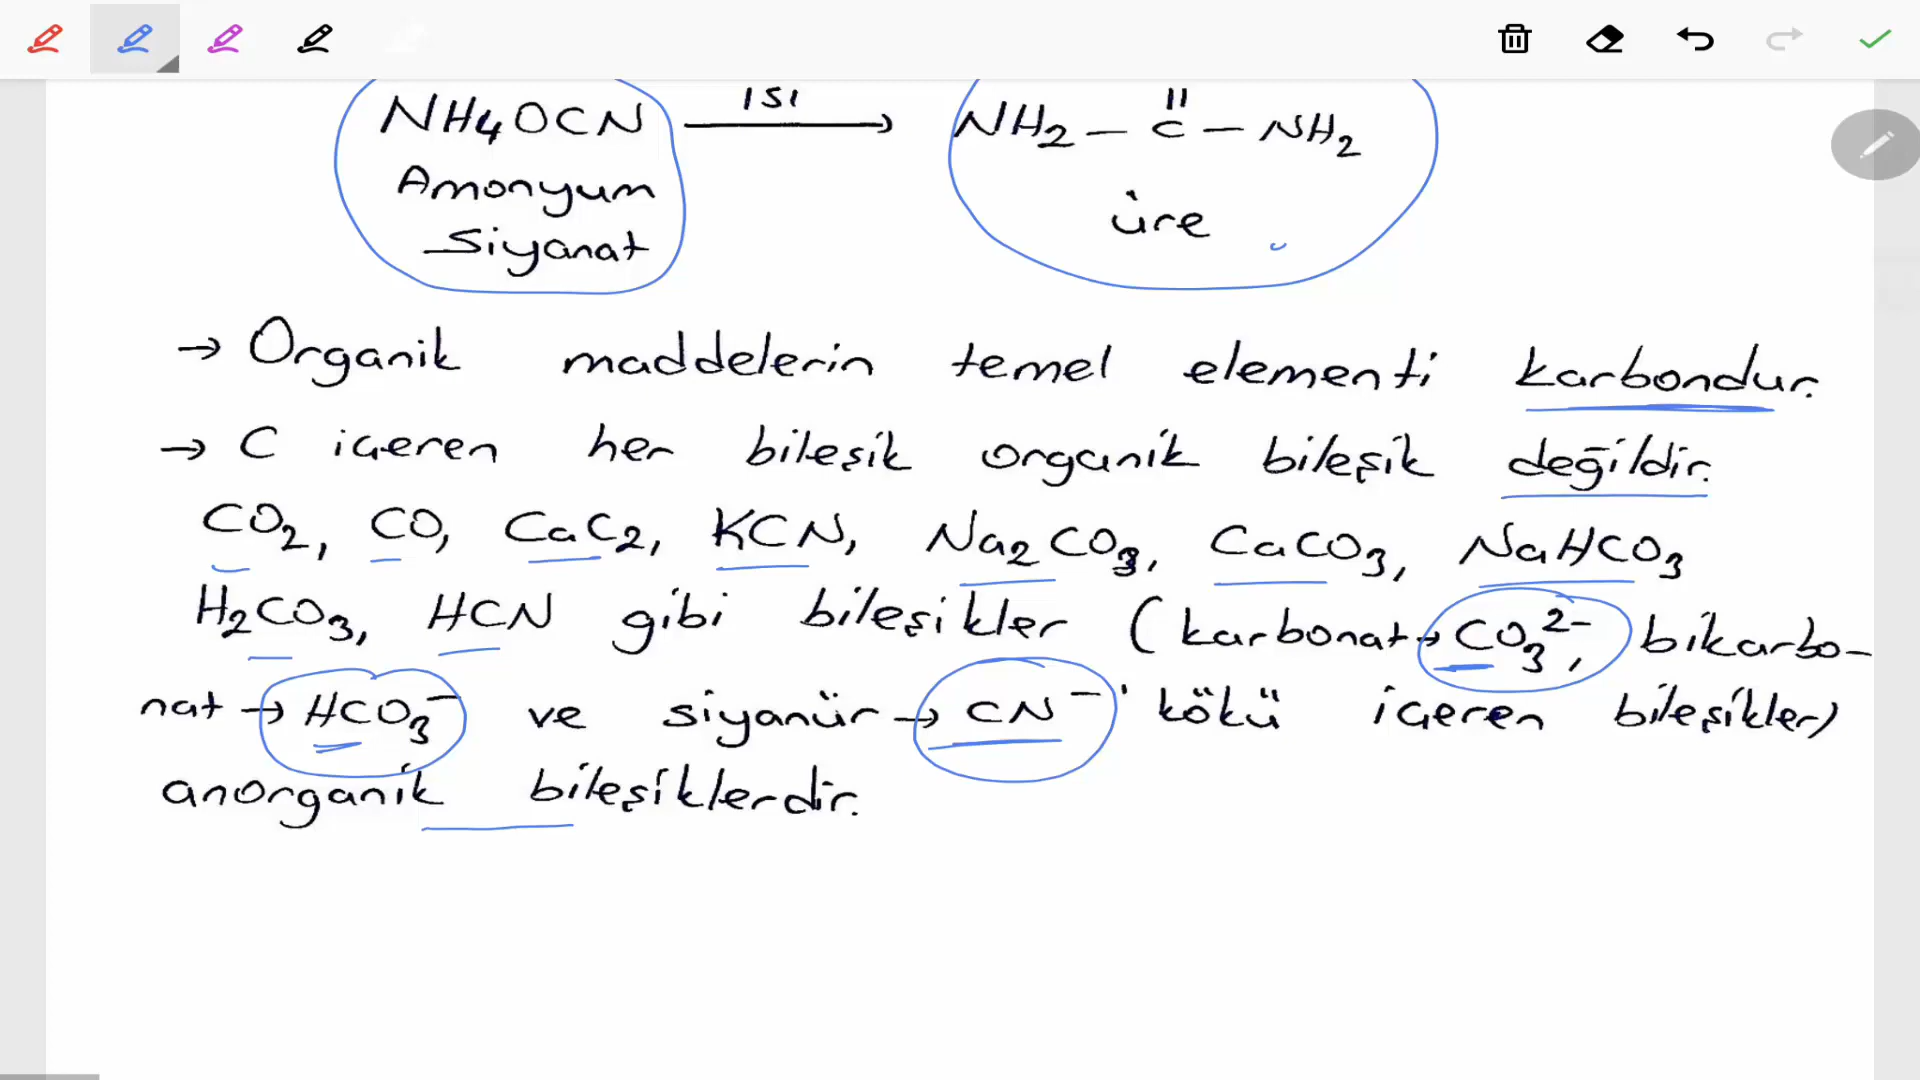 NH4OCN ısı → NH2 – C – NH2
Amonyum üre
Siyanat
→ Organik maddelerin temel elementi karbondur.
→ C içeren her bileşik organik bileşik değildir.
CO2, CO, CaC2, KCN, Na2CO3, CaCO3, NaHCO3
H2CO3, HCN gibi bileşikler (karbonat→ CO3²⁻, bikarbo-
nat → HCO3⁻ ve siyanür → CN⁻' kökü içeren bileşikler)
anorganik bileşiklerdir.